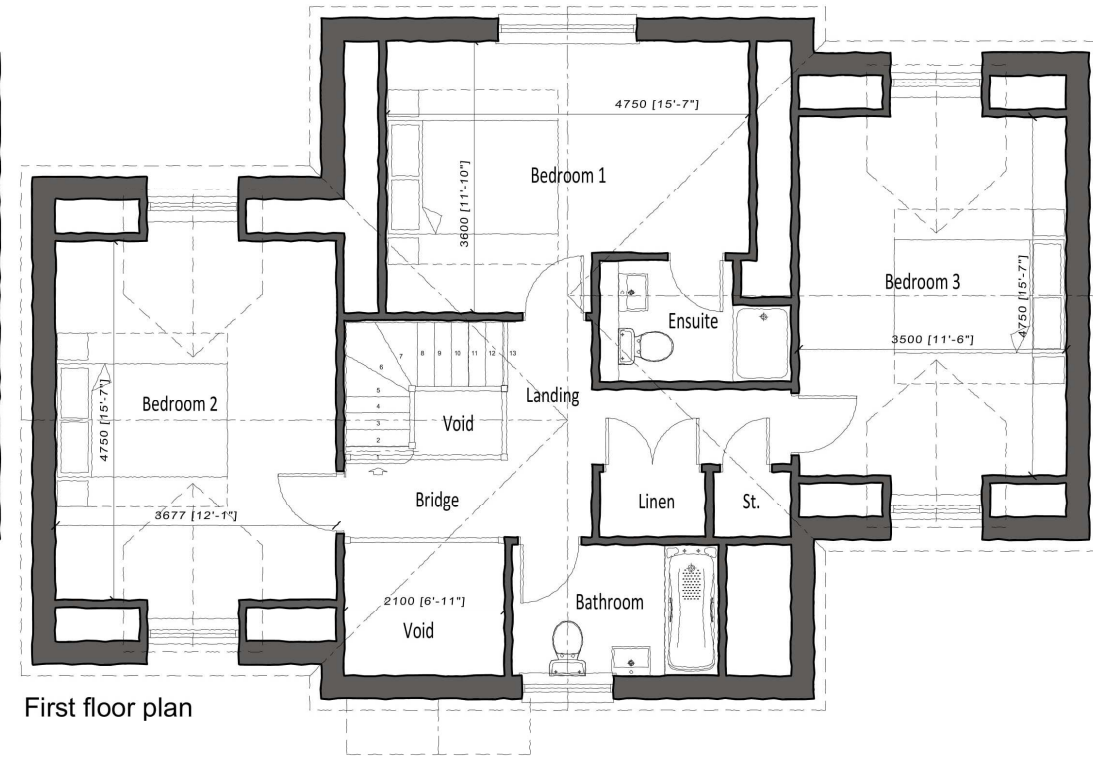 4750 [15'-7"]
Bedroom 1
3600 [11'-10"]
Bedroom 3
4750 [15'-7"]
3500 [11'-6"]
Ensuite
7 8 9 10 11 12 13
6
5
4
3
2
1
Landing
Void
Bedroom 2
4750 [15'-7"]
3677 [12'-1"]
Bridge
Linen
St.
2100 [6'-11"]
Void
Bathroom
First floor plan